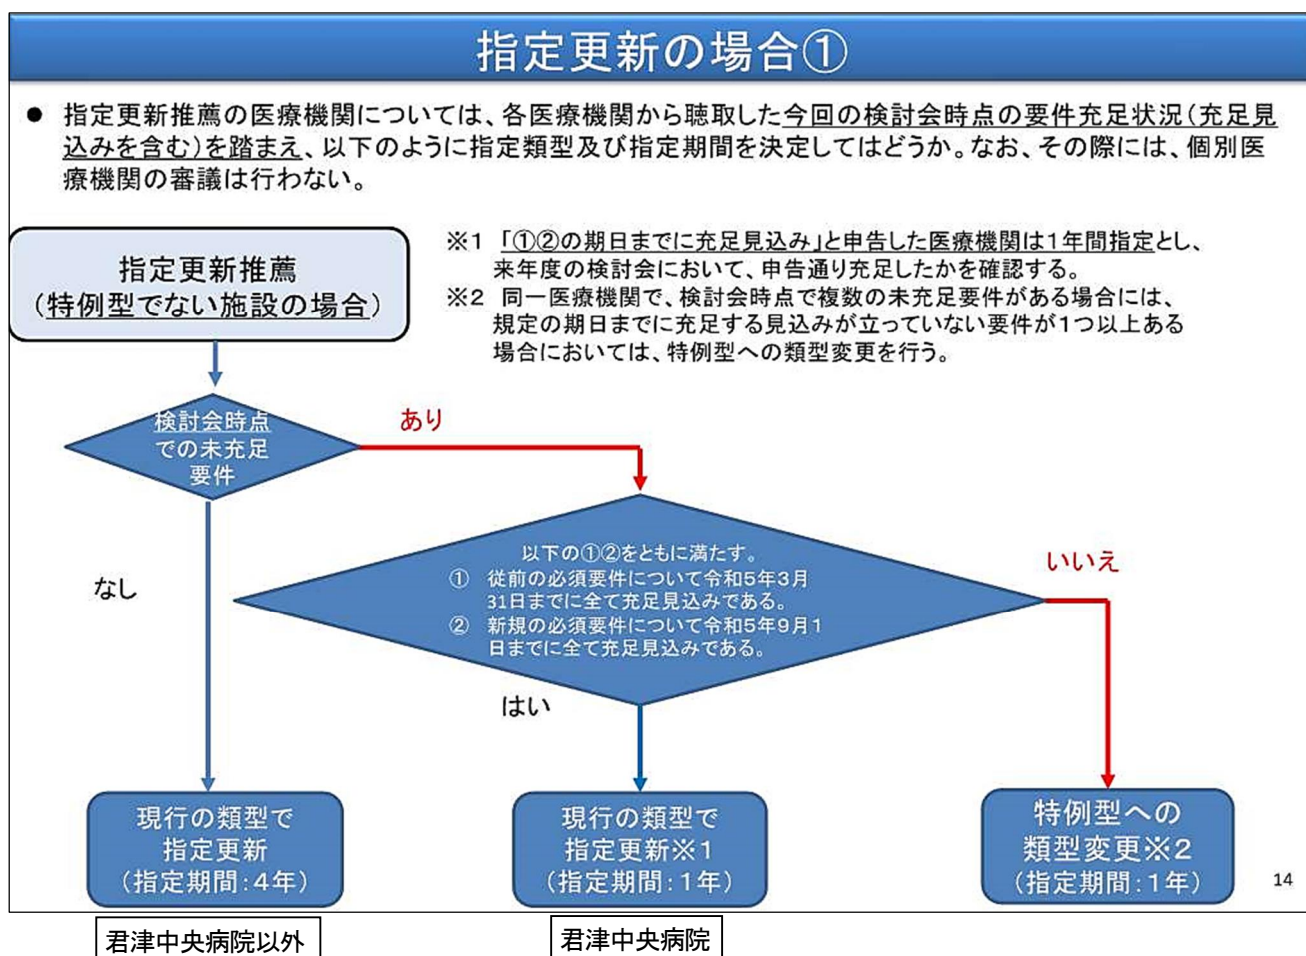 指定更新の場合①
● 指定更新推薦の医療機関については、各医療機関から聴取した今回の検討会時点の要件充足状況(充足見
込みを含む)を踏まえ、以下のように指定類型及び指定期間を決定してはどうか。なお、その際には、個別医
療機関の審議は行わない。
指定更新推薦
(特例型でない施設の場合)
※1 「①②の期日までに充足見込み」と申告した医療機関は1年間指定とし、
来年度の検討会において、申告通り充足したかを確認する。
※2 同一医療機関で、検討会時点で複数の未充足要件がある場合には、
規定の期日までに充足する見込みが立っていない要件が1つ以上ある
場合においては、特例型への類型変更を行う。
検討会時点
での未充足
要件
あり
なし
以下の①②をともに満たす。
① 従前の必須要件について令和5年3月
31日までに全て充足見込みである。
② 新規の必須要件について令和5年9月1
日までに全て充足見込みである。
いいえ
はい
現行の類型で
指定更新
(指定期間:4年)
現行の類型で
指定更新※1
(指定期間:1年)
特例型への
類型変更※2
(指定期間:1年)
14
君津中央病院以外
君津中央病院